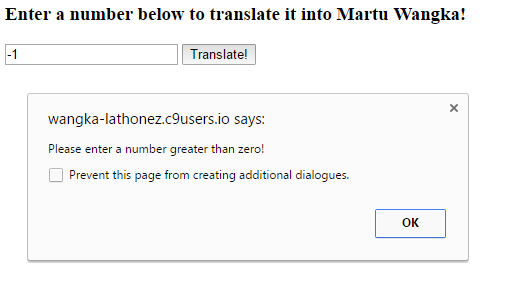 Enter a number below to translate it into Martu Wangka!
-1 Translate!
wangka-lathonez.c9users.io says:
Please enter a number greater than zero!
Prevent this page from creating additional dialogues.
OK